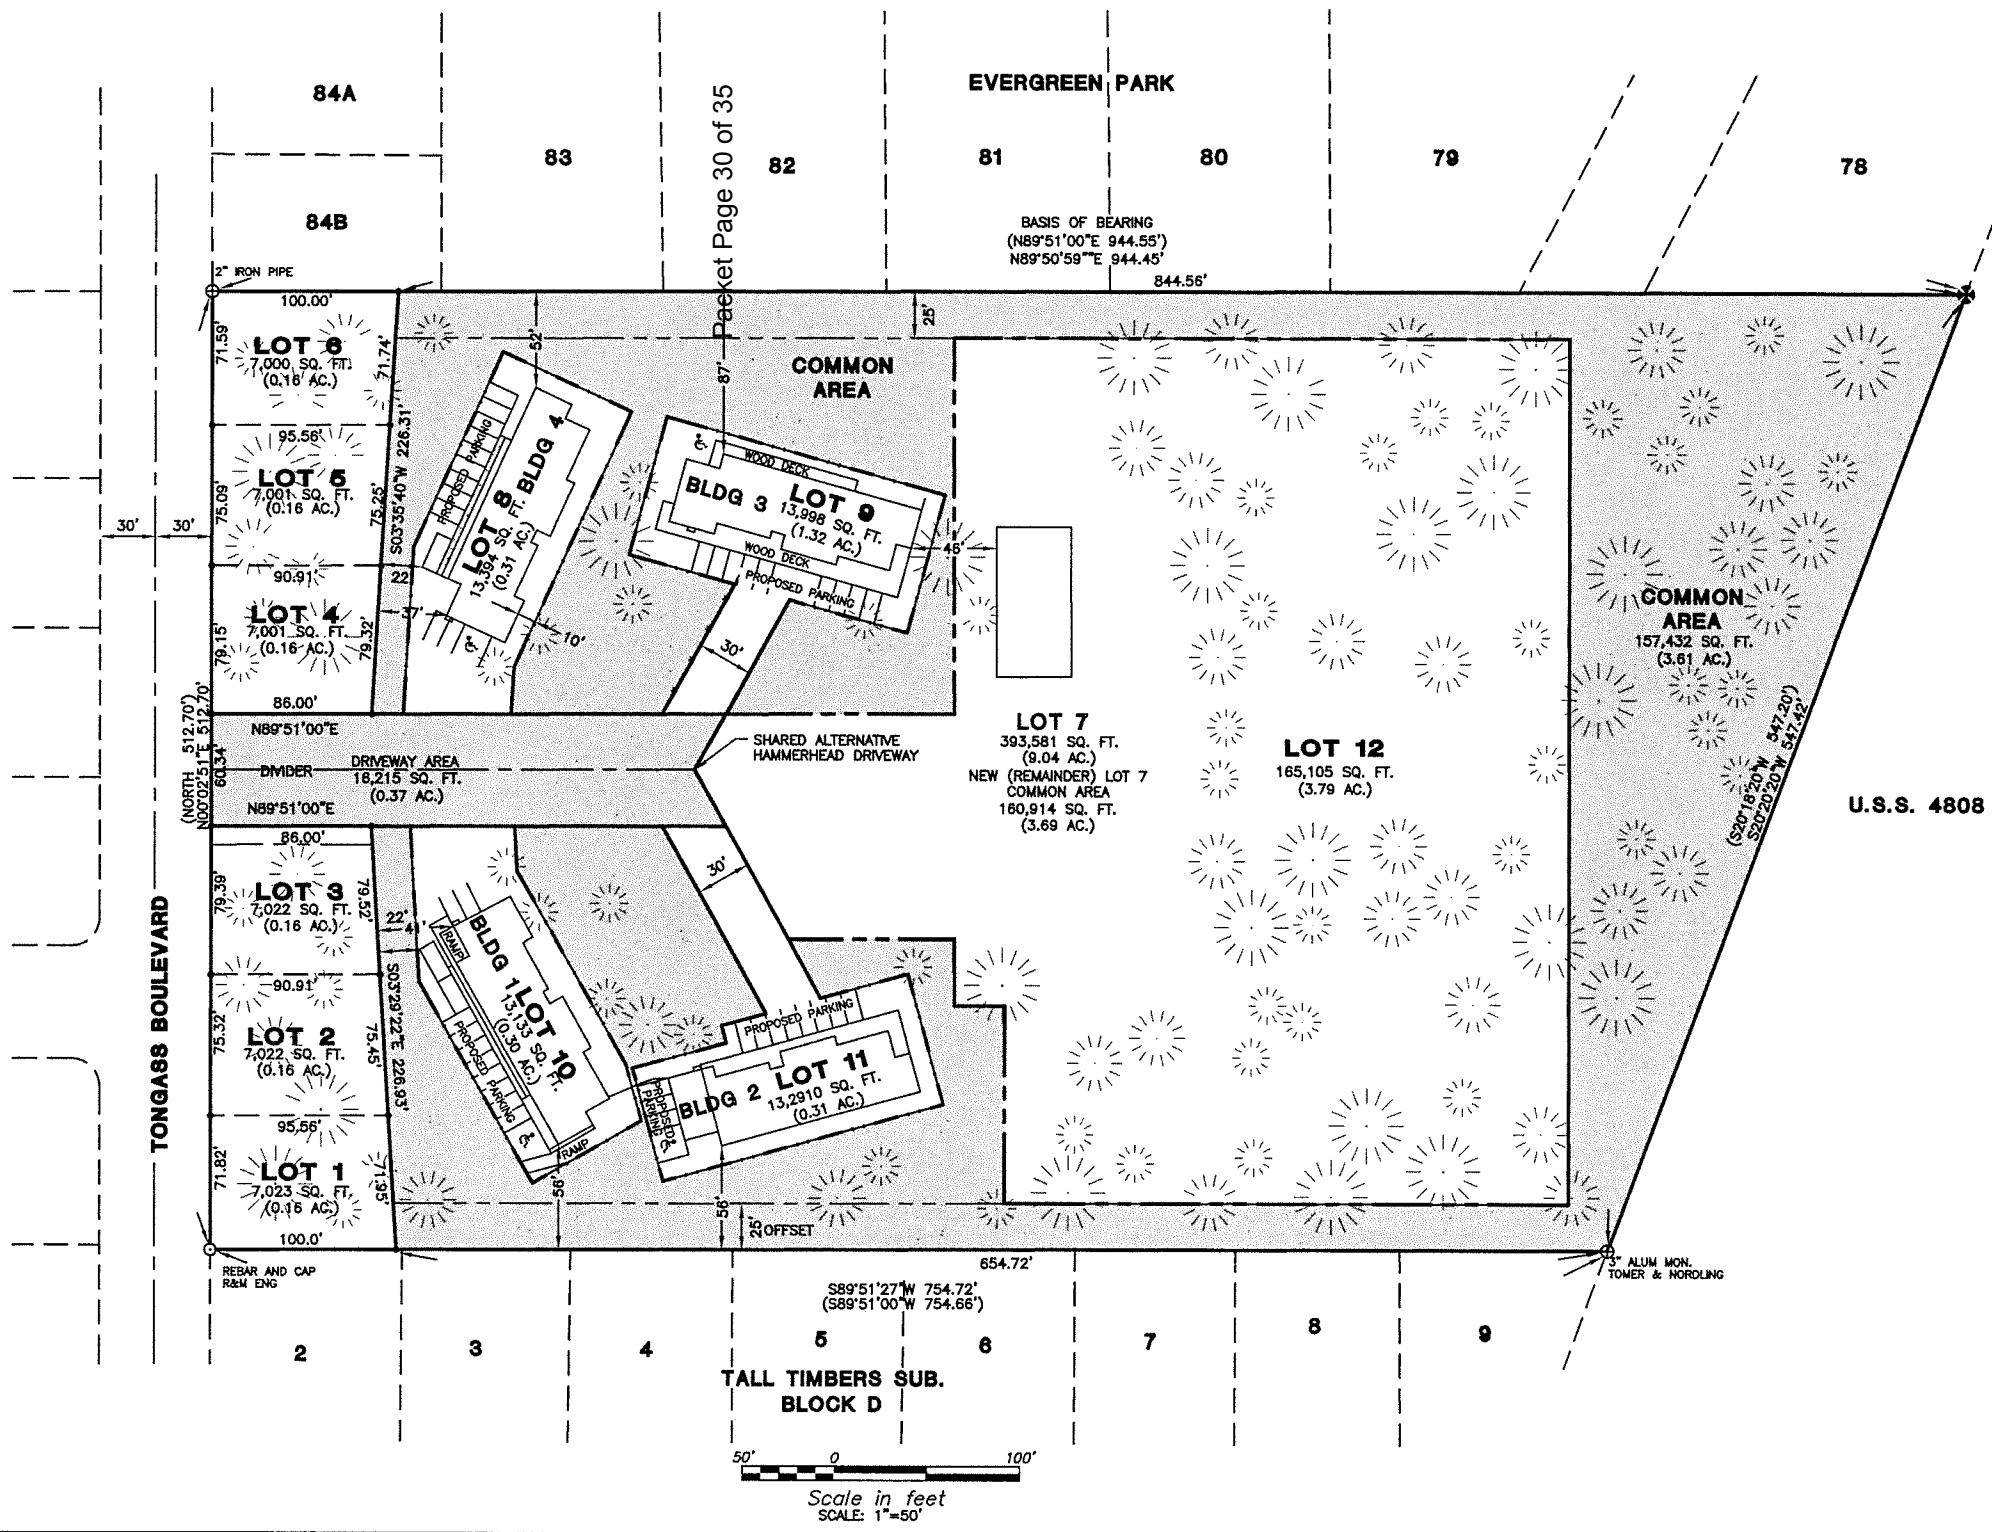 EVERGREEN PARK
84A
83
82
81
80
79
78
84B
Packet Page 30 of 35
BASIS OF BEARING
(N89°51'00"E 944.55')
N89°50'59""E 944.45'
844.56'
2" IRON PIPE
100.00'
71.59'
LOT 6
7,000 SQ. FT.
(0.16 AC.)
71.74'
52'
87'
25'
COMMON
AREA
95.56'
LOT 5
7,001 SQ. FT.
(0.16 AC.)
75.09'
75.25'
S03°35'40"W 226.31'
30'
30'
90.91'
22'
LOT 4
7,001 SQ. FT.
(0.16 AC.)
79.15'
79.32'
37'
10'
86.00'
PROPOSED PARKING
LOT 8
13,394 SQ. FT.
(0.31 AC.)
BLDG 4
WOOD DECK
BLDG 3
LOT 9
13,998 SQ. FT.
(1.32 AC.)
WOOD DECK
PROPOSED PARKING
46'
30'
COMMON
AREA
157,432 SQ. FT.
(3.61 AC.)
N89°51'00"E
(NORTH 512.70')
N00°02'51"E 512.70'
60.34'
DIVIDER
DRIVEWAY AREA
16,215 SQ. FT.
(0.37 AC.)
N89°51'00"E
SHARED ALTERNATIVE
HAMMERHEAD DRIVEWAY
LOT 7
393,581 SQ. FT.
(9.04 AC.)
NEW (REMAINDER) LOT 7
COMMON AREA
160,914 SQ. FT.
(3.69 AC.)
LOT 12
165,105 SQ. FT.
(3.79 AC.)
(S20°18'20"W 547.20')
S20°20'20"W 547.42'
U.S.S. 4808
TONGASS BOULEVARD
86.00'
LOT 3
7,022 SQ. FT.
(0.16 AC.)
79.39'
79.52'
22'
41'
30'
90.91'
LOT 2
7,022 SQ. FT.
(0.16 AC.)
75.32'
75.45'
S03°29'22"E 226.93'
95.56'
LOT 1
7,023 SQ. FT.
(0.16 AC.)
71.82'
71.95'
100.0'
RAMP
BLDG 1
LOT 10
13,133 SQ. FT.
(0.30 AC.)
PROPOSED PARKING
RAMP
PROPOSED PARKING
PROPOSED
PARKING
BLDG 2
LOT 11
13,2910 SQ. FT.
(0.31 AC.)
56'
56'
25'
OFFSET
REBAR AND CAP
R&M ENG
654.72'
S89°51'27"W 754.72'
(S89°51'00"W 754.66')
3" ALUM MON.
TOMER & NORDLING
2
3
4
5
6
7
8
9
TALL TIMBERS SUB.
BLOCK D
50' 0 100'
Scale in feet
SCALE: 1"=50'